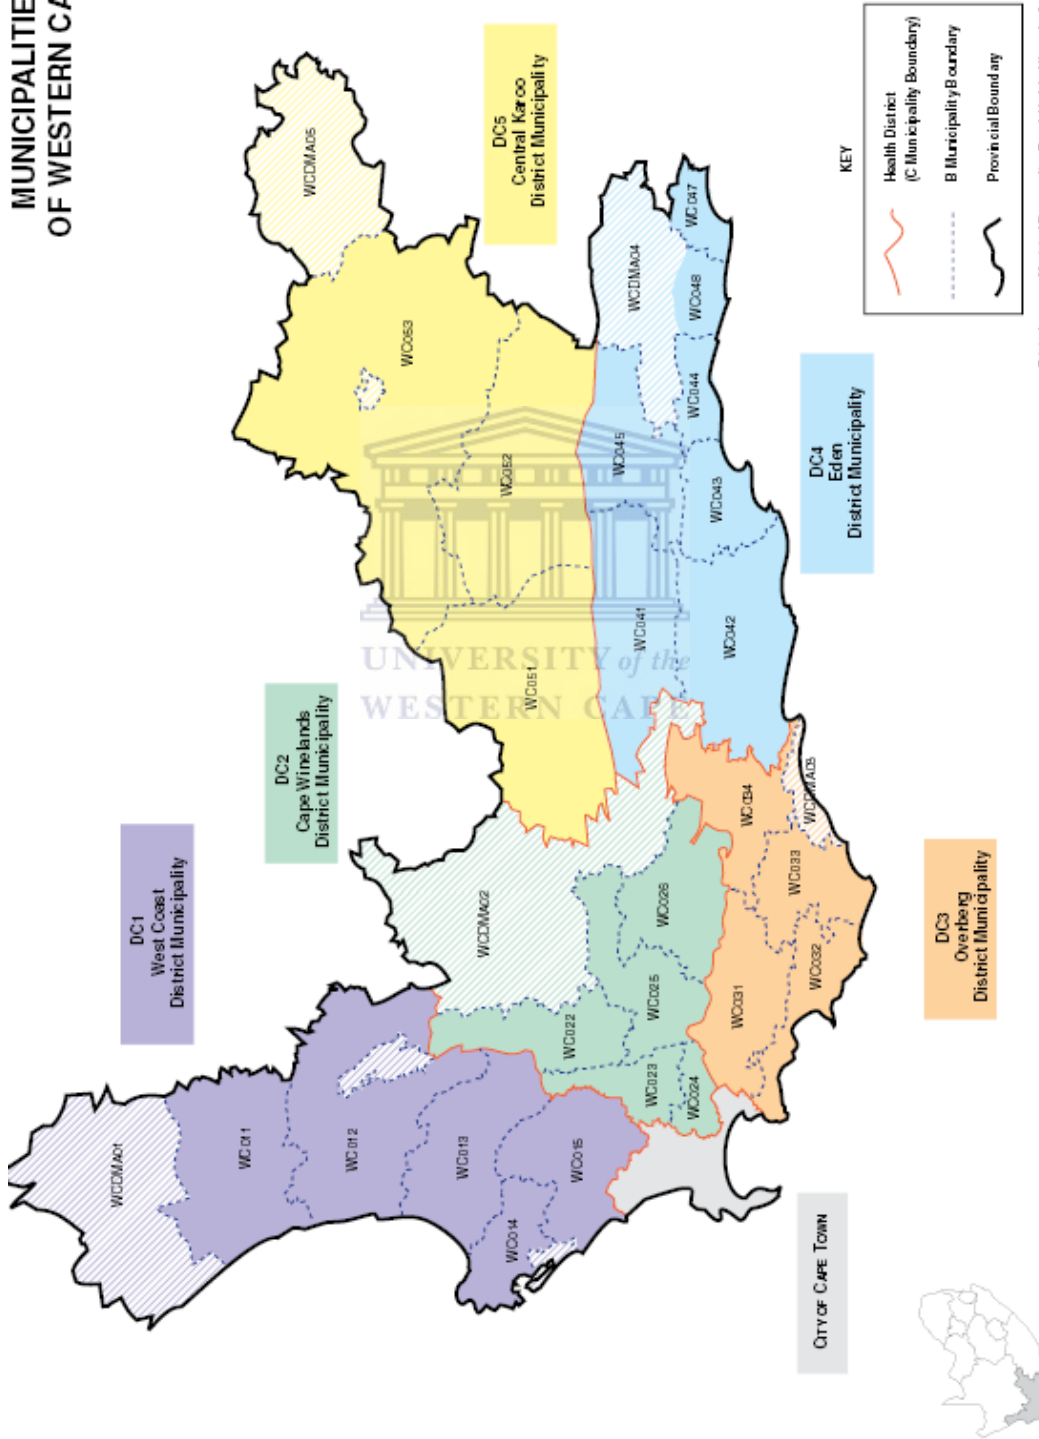 MUNICIPALITIE
OF WESTERN CA
DC1
West Coast
District Municipality
DC2
Cape Winelands
District Municipality
DC5
Central Karoo
District Municipality
DC4
Eden
District Municipality
DC3
Overberg
District Municipality
CITY OF CAPE TOWN
WCDMA01
WC011
WC012
WC013
WC014
WC015
WCDMA02
WC022
WC023
WC024
WC025
WC026
WC031
WC032
WC033
WC034
WC041
WC042
WC043
WC044
WC045
WC048
WC047
WCDMA04
WC051
WC052
WC053
UNIVERSITY of the
WESTERN CAPE
KEY
Health District
(C Municipality Boundary)
B Municipality Boundary
Provincial Boundary